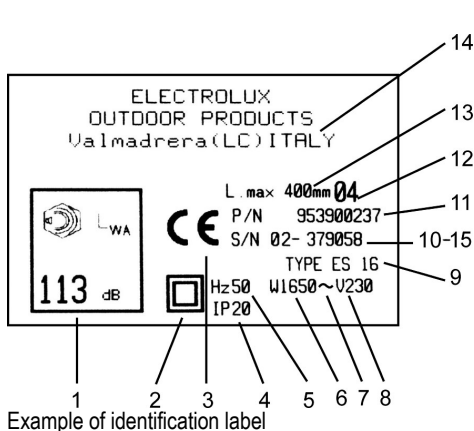 14
ELECTROLUX
OUTDOOR PRODUCTS
Valmadrera(LC)ITALY
13
12
L.max 400mm 04
P/N 953900237
11
LWA
CE
S/N 02- 379058
10-15
TYPE ES 16
9
113 dB
Hz50 W1650~V230
IP20
1 2 3 4 5 6 7 8
Example of identification label